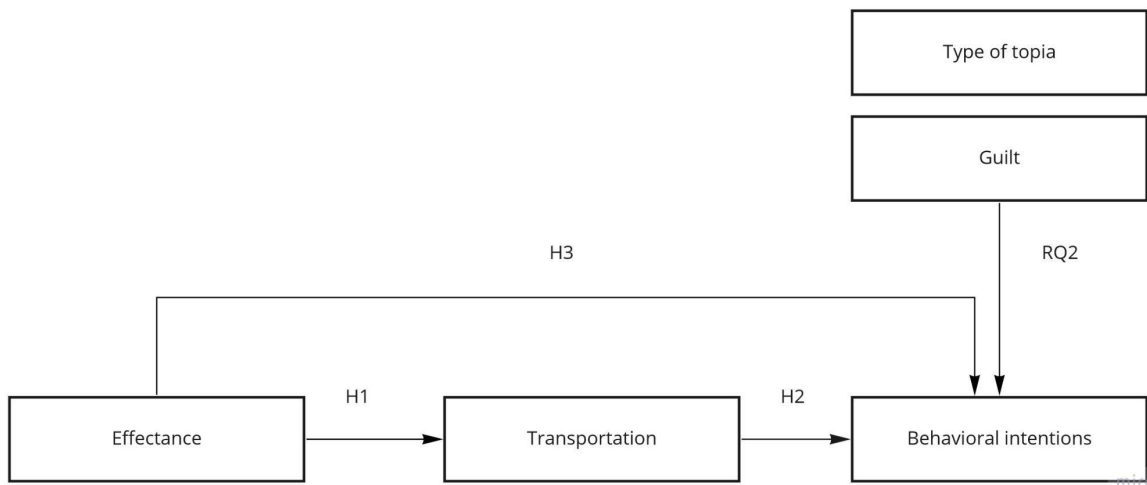 Type of topia
Guilt
H3
RQ2
H1
H2
Effectance
Transportation
Behavioral intentions